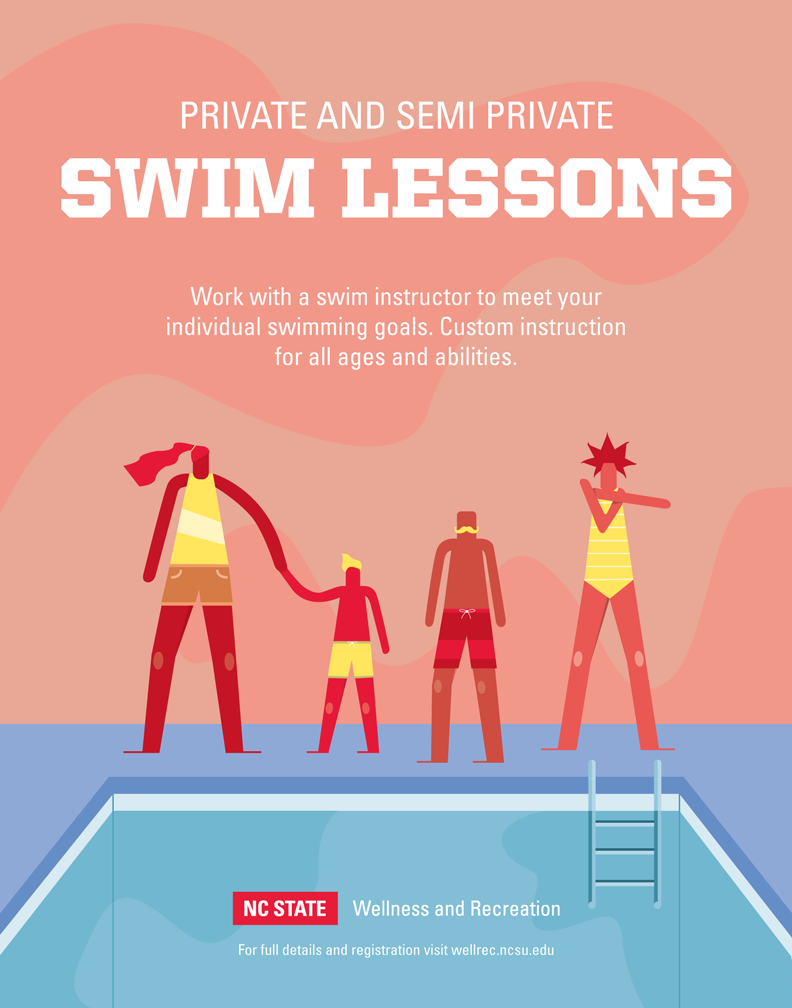 PRIVATE AND SEMI PRIVATE
SWIM LESSONS
Work with a swim instructor to meet your
individual swimming goals. Custom instruction
for all ages and abilities.
NC STATE Wellness and Recreation
For full details and registration visit wellrec.ncsu.edu